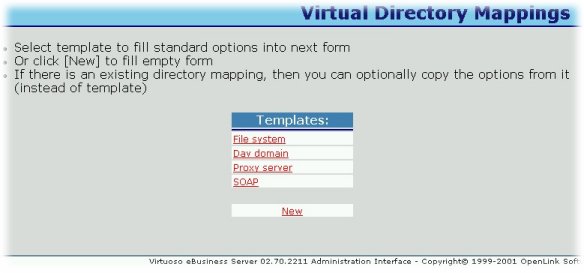 Virtual Directory Mappings
Select template to fill standard options into next form
Or click [New] to fill empty form
If there is an existing directory mapping, then you can optionally copy the options from it
(instead of template)
Templates:
File system
Dav domain
Proxy server
SOAP
New
Virtuoso eBusiness Server 02.70.2211 Administration Interface - Copyright© 1999-2001 OpenLink Sof